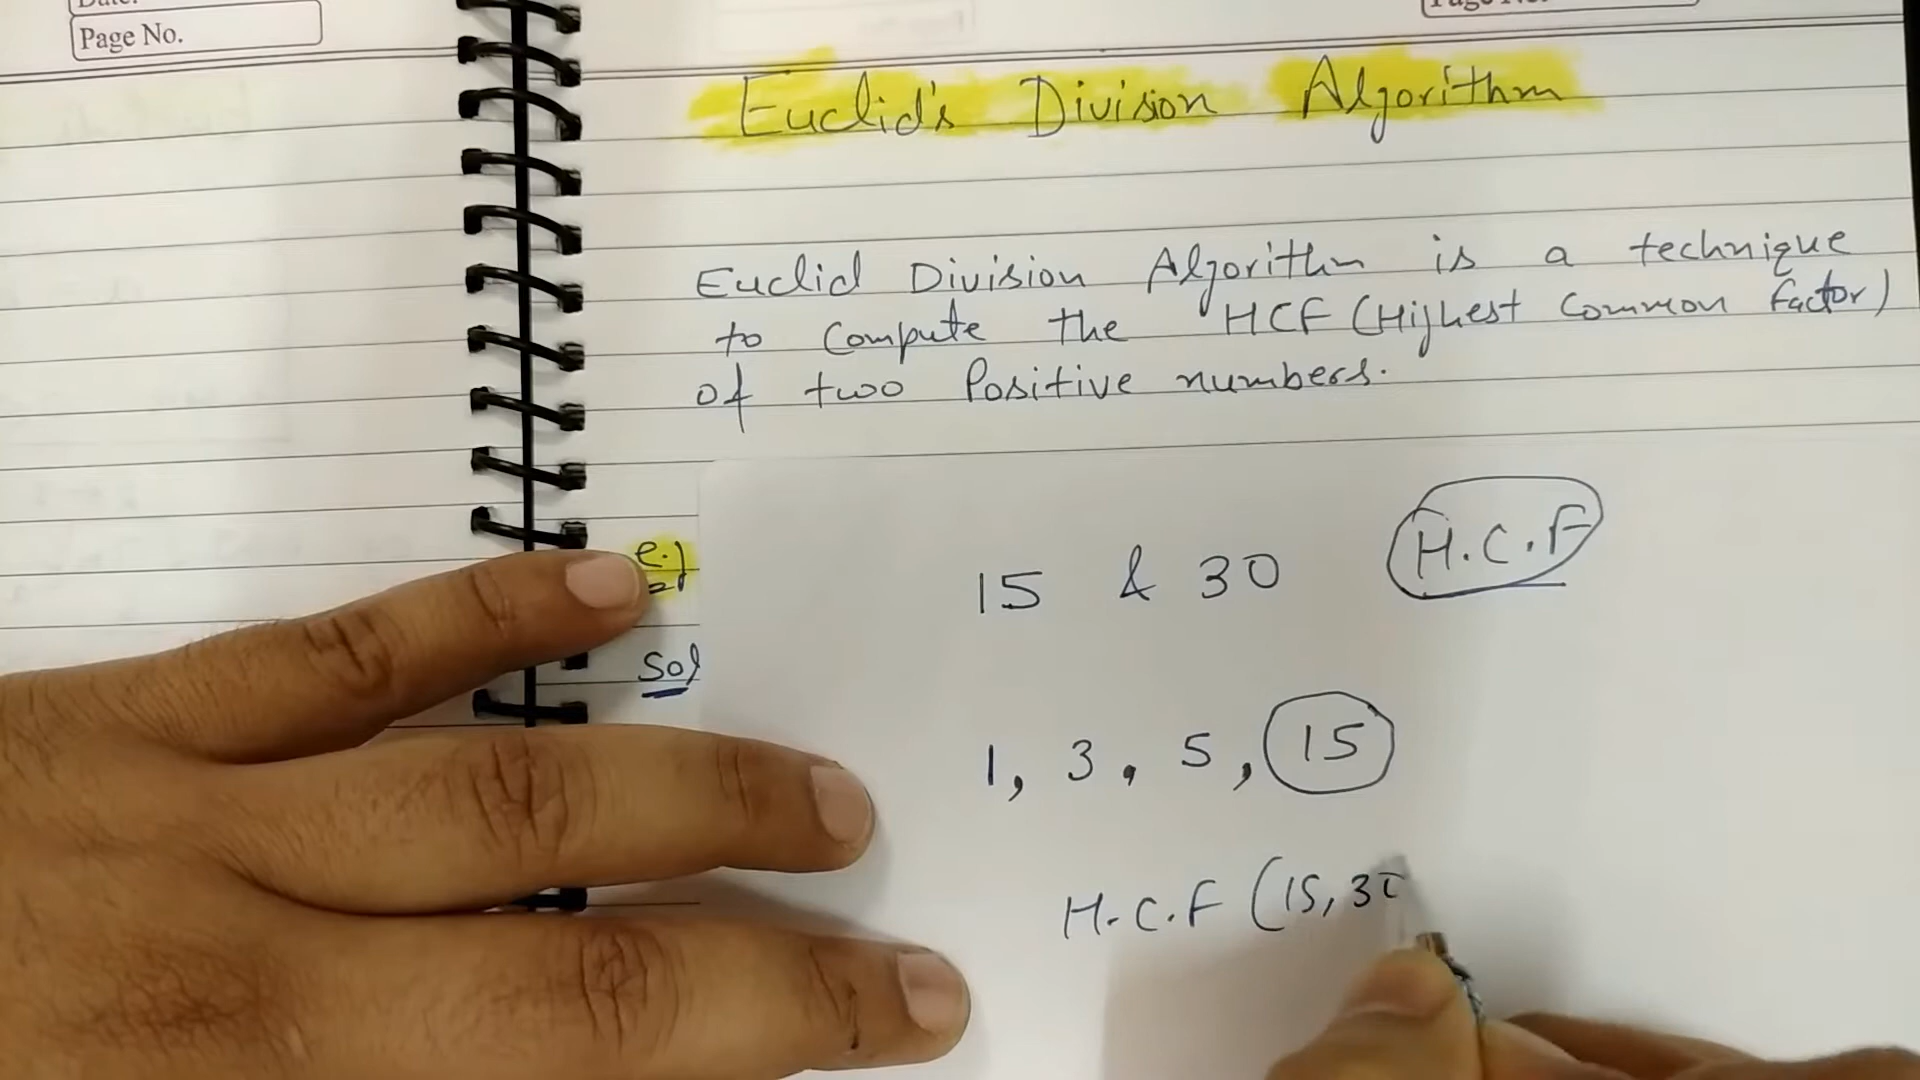 Page No.
Euclid's Division Algorithm
Euclid Division Algorithm is a technique
to Compute the HCF (Highest Common Factor)
of two Positive numbers.
e.g
15 & 30 H.C.F
Sol
1, 3, 5, 15
H.C.F (15, 30